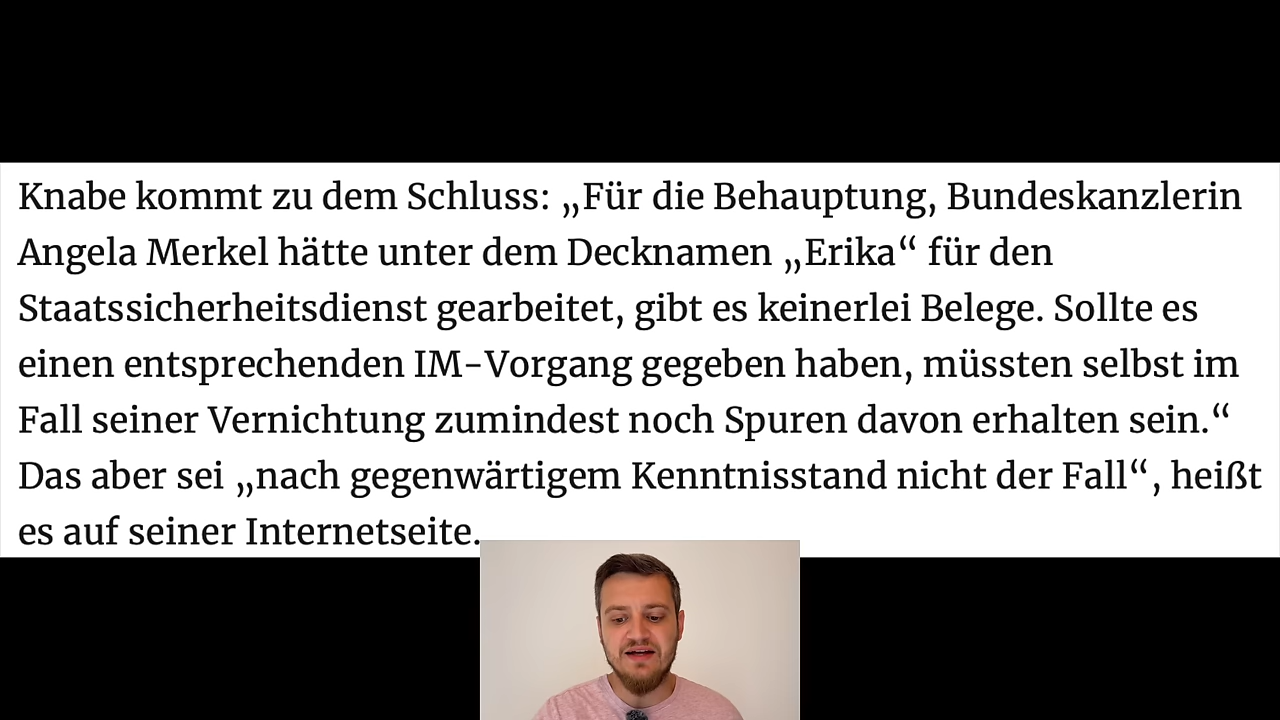 Knabe kommt zu dem Schluss: „Für die Behauptung, Bundeskanzlerin
Angela Merkel hätte unter dem Decknamen „Erika“ für den
Staatssicherheitsdienst gearbeitet, gibt es keinerlei Belege. Sollte es
einen entsprechenden IM-Vorgang gegeben haben, müssten selbst im
Fall seiner Vernichtung zumindest noch Spuren davon erhalten sein.“
Das aber sei „nach gegenwärtigem Kenntnisstand nicht der Fall“, heißt
es auf seiner Internetseite.